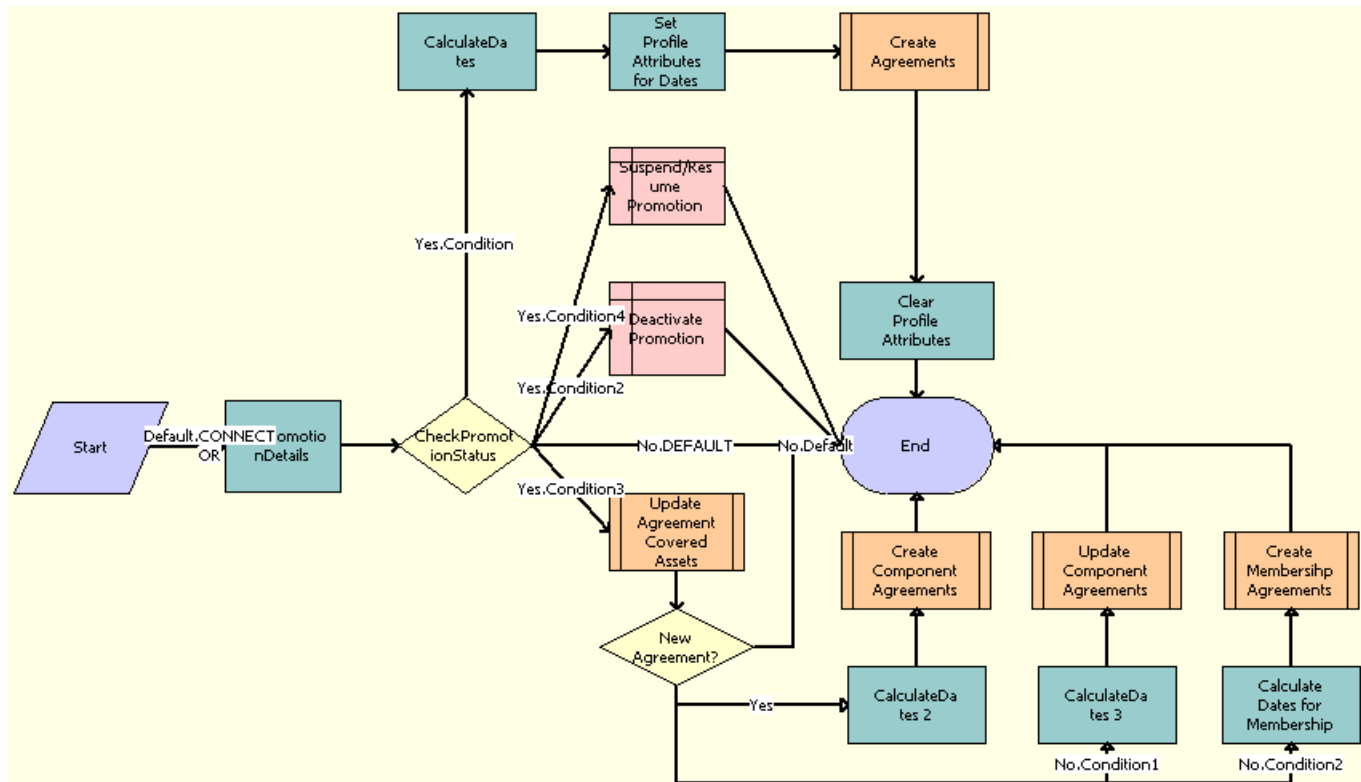 CalculateDa
tes
Set
Profile
Attributes
for Dates
Create
Agreements
Suspend/Res
ume
Promotion
Yes.Condition
Yes.Condition4
Deactivate
Promotion
Clear
Profile
Attributes
Yes.Condition2
Start
Default.CONNECT
OR
omotio
nDetails
CheckPromot
ionStatus
No.DEFAULT
No.Default
End
Yes.Condition3
Update
Agreement
Covered
Assets
Create
Component
Agreements
Update
Component
Agreements
Create
Membersihp
Agreements
New
Agreement?
Yes
CalculateDa
tes 2
CalculateDa
tes 3
Calculate
Dates for
Membership
No.Condition1
No.Condition2